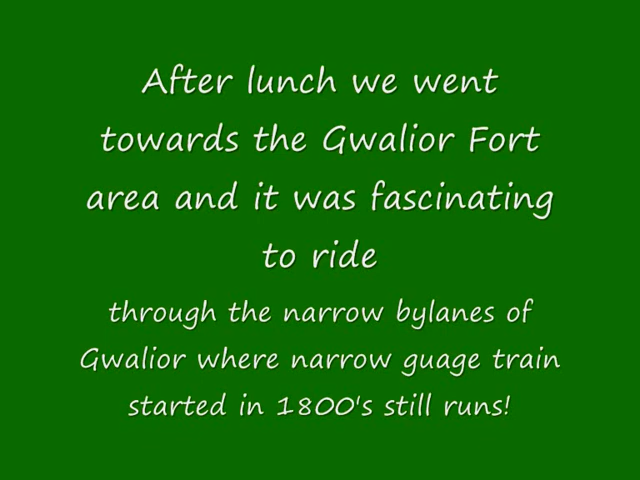 After lunch we went
towards the Gwalior Fort
area and it was fascinating
to ride
through the narrow bylanes of
Gwalior where narrow guage train
started in 1800's still runs!